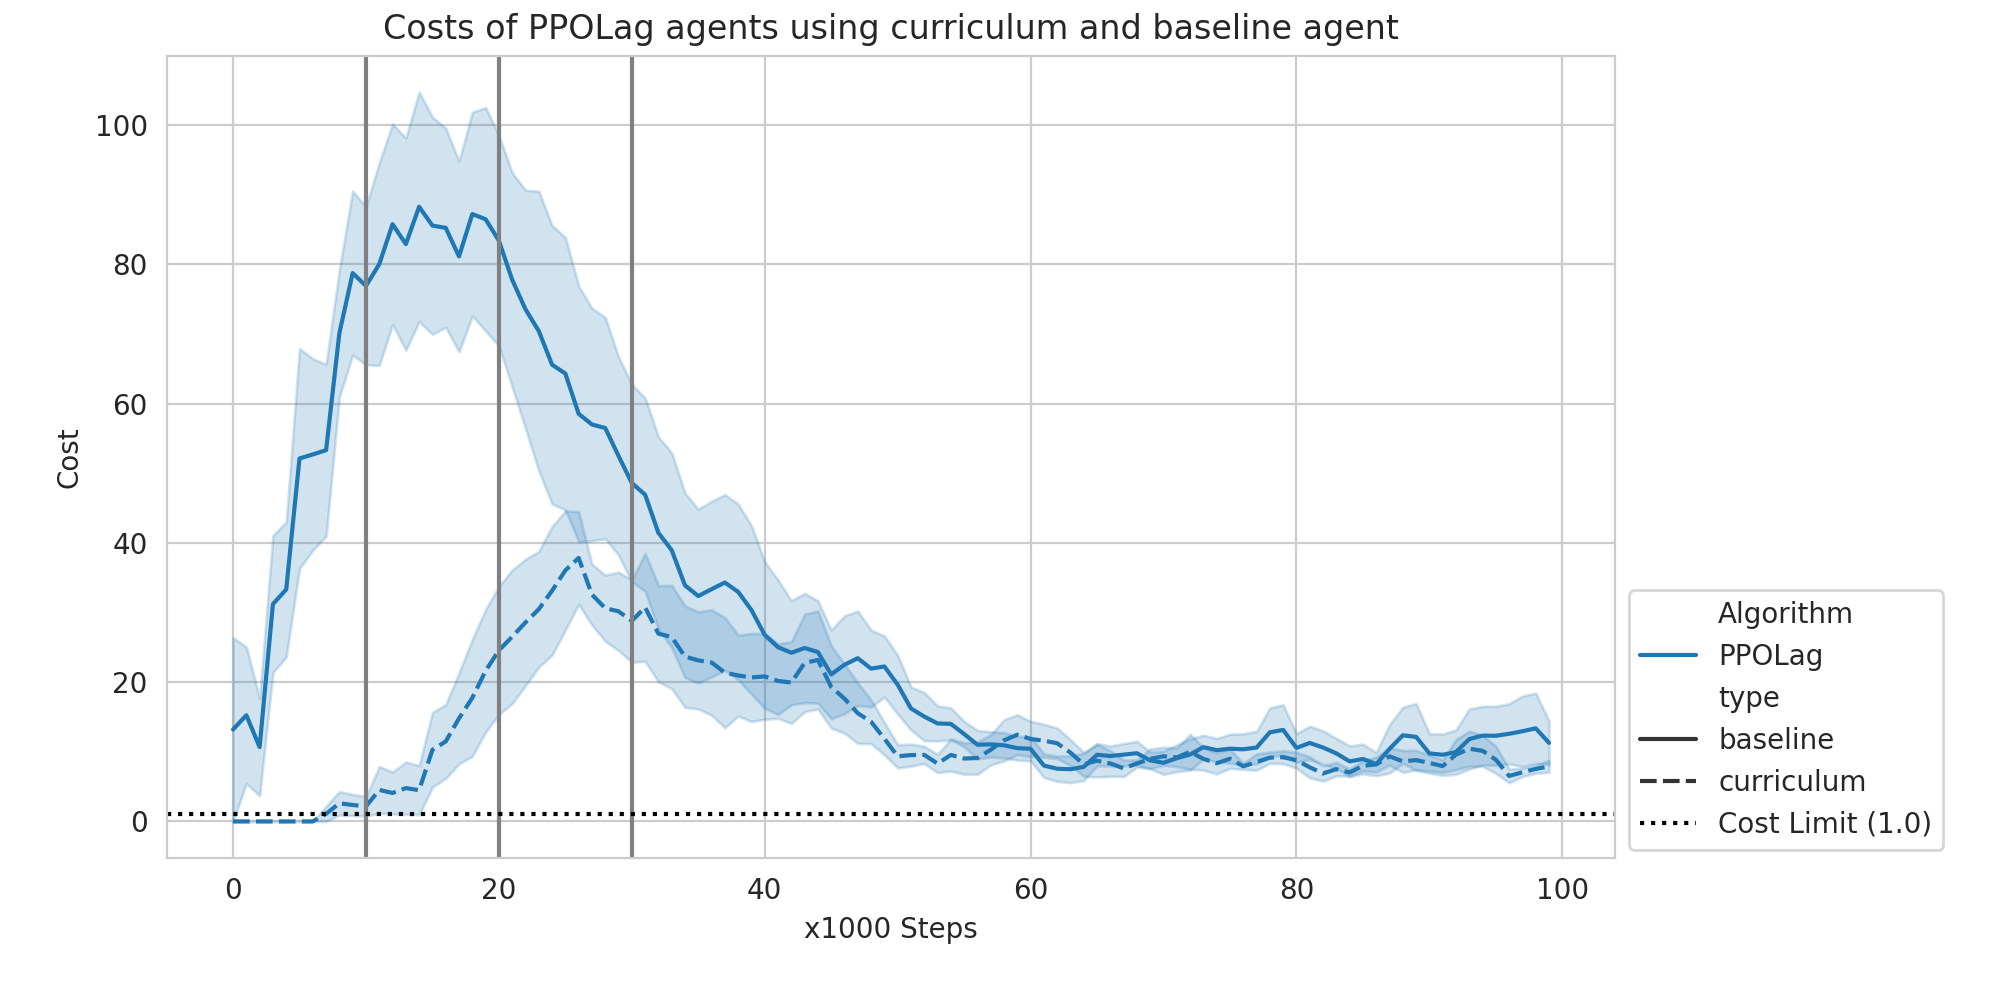 Costs of PPOLag agents using curriculum and baseline agent
100
80
60
40
20
0
Cost
0 20 40 60 80 100
x1000 Steps
Algorithm
PPOLag
type
baseline
curriculum
Cost Limit (1.0)